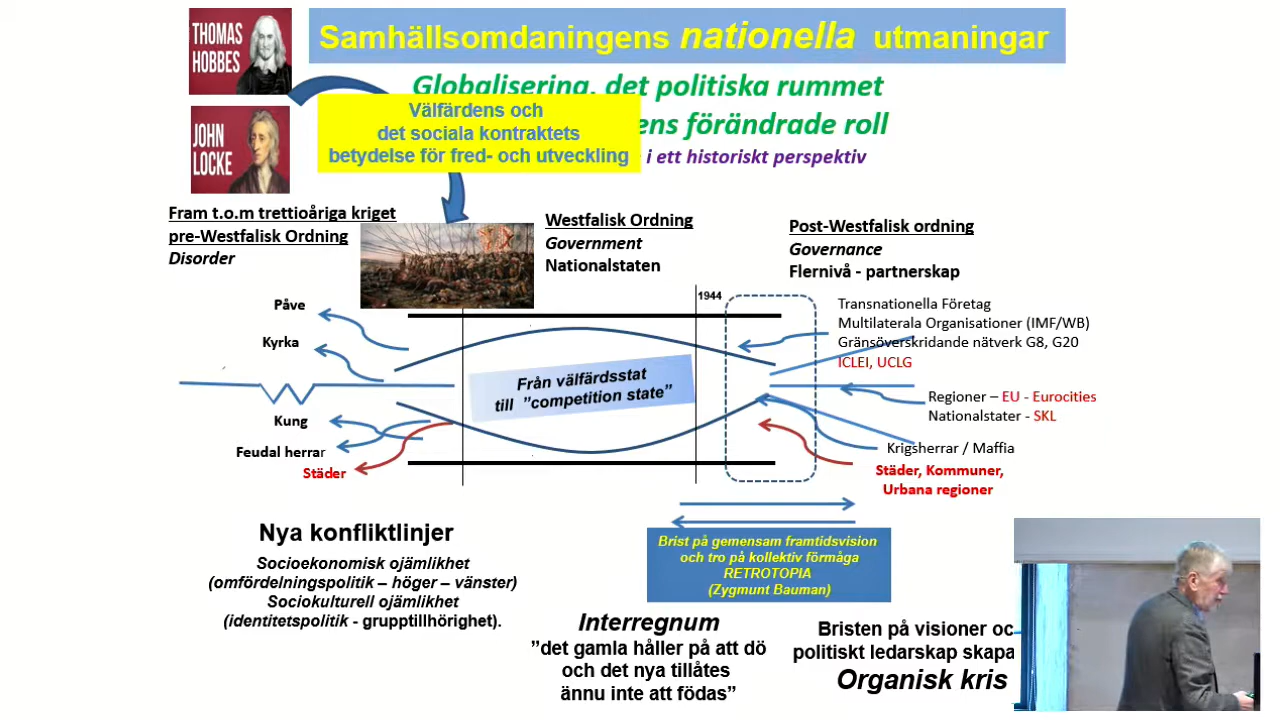 THOMAS
HOBBES
JOHN
LOCKE
Samhällsomdaningens nationella utmaningar
Globalisering, det politiska rummet
ens förändrade roll
i ett historiskt perspektiv
Välfärdens och
det sociala kontraktets
betydelse för fred- och utveckling
Fram t.o.m trettioåriga kriget
pre-Westfalisk Ordning
Disorder
Westfalisk Ordning
Government
Nationalstaten
Post-Westfalisk ordning
Governance
Flernivå - partnerskap
1944
Påve
Kyrka
Kung
Feudal herrar
Städer
Från välfärdsstat
till "competition state"
Transnationella Företag
Multilaterala Organisationer (IMF/WB)
Gränsöverskridande nätverk G8, G20
ICLEI, UCLG
Regioner – EU - Eurocities
Nationalstater - SKL
Krigsherrar / Maffia
Städer, Kommuner,
Urbana regioner
Nya konfliktlinjer
Socioekonomisk ojämlikhet
(omfördelningspolitik – höger – vänster)
Sociokulturell ojämlikhet
(identitetspolitik - grupptillhörighet).
Brist på gemensam framtidsvision
och tro på kollektiv förmåga
RETROTOPIA
(Zygmunt Bauman)
Interregnum
"det gamla håller på att dö
och det nya tillåtes
ännu inte att födas"
Bristen på visioner oc
politiskt ledarskap skapa
Organisk kris